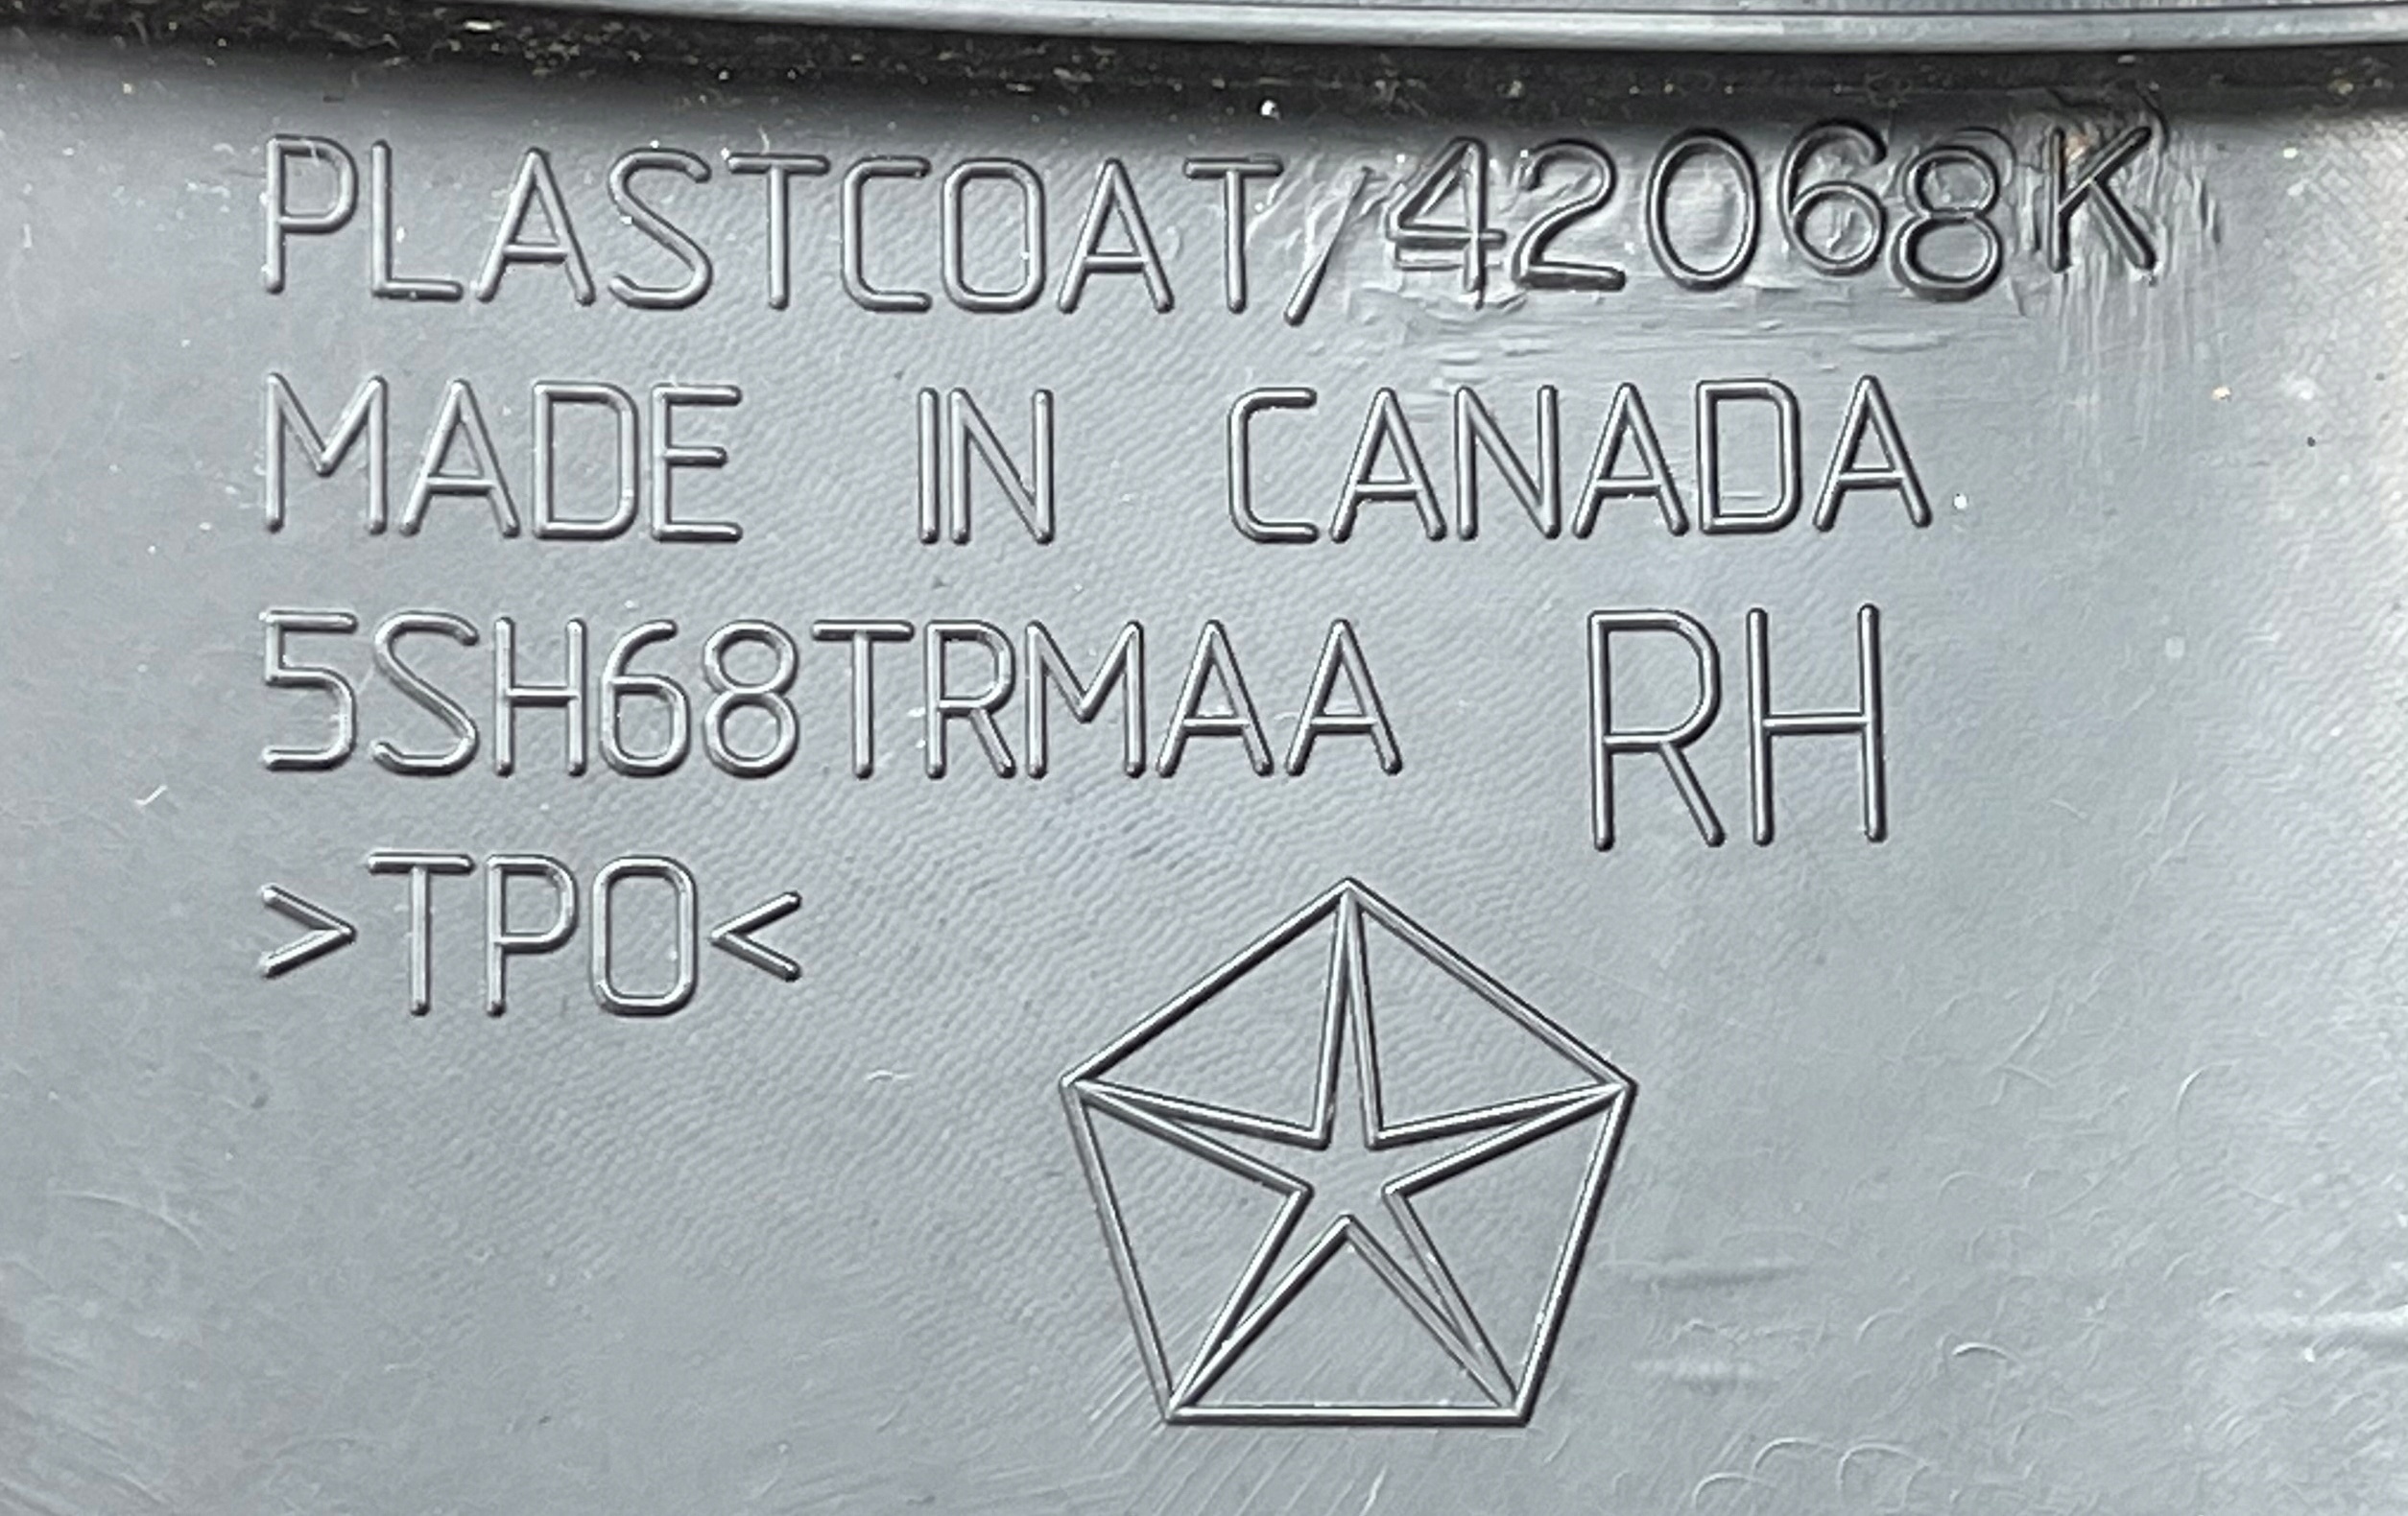 PLASTCOAT/42068K
MADE IN CANADA
5SH68TRMAA RH
>TPO<